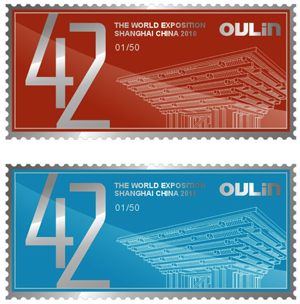 42
THE WORLD EXPOSITION
SHANGHAI CHINA 2010
01/50
OULIN
42
THE WORLD EXPOSITION
SHANGHAI CHINA 2010
01/50
OULIN